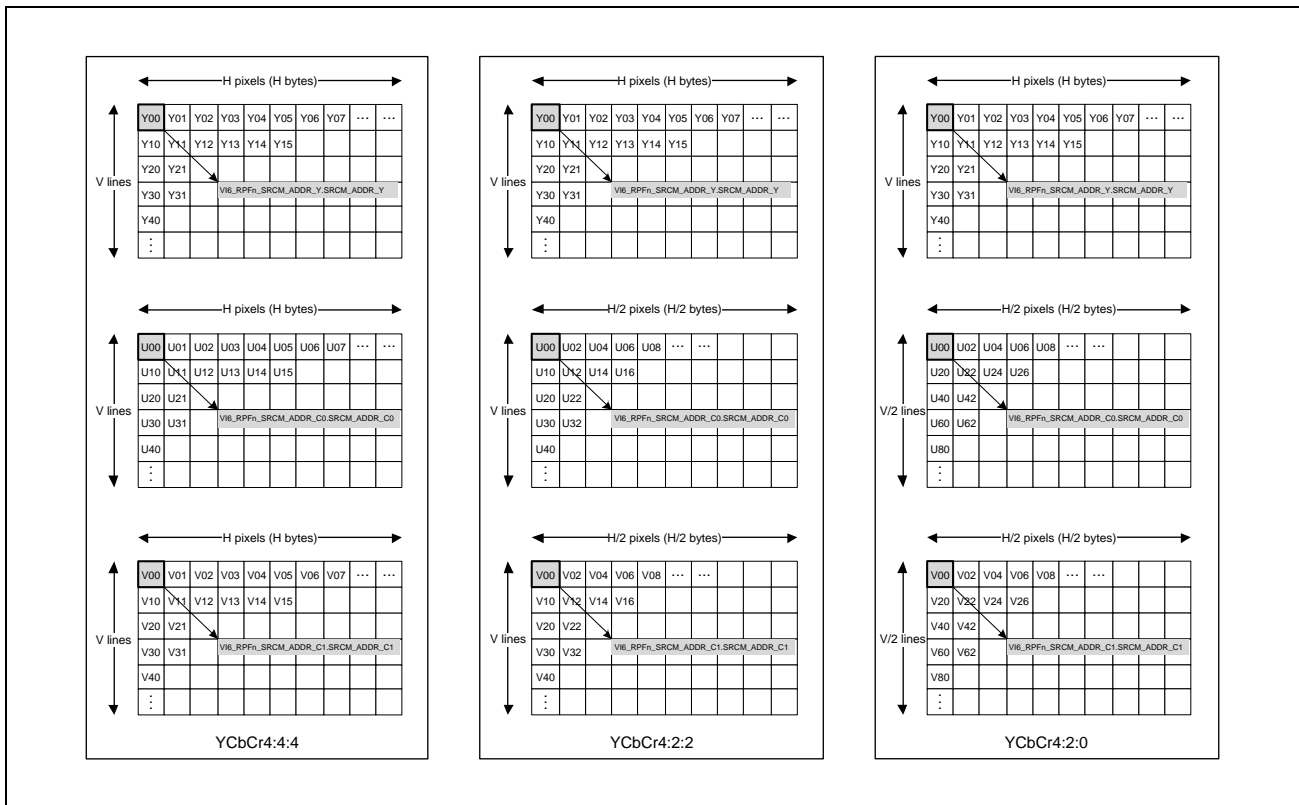 H pixels (H bytes)
V lines
Y00 Y01 Y02 Y03 Y04 Y05 Y06 Y07 ... ...
Y10 Y11 Y12 Y13 Y14 Y15
Y20 Y21
VI6_RPFn_SRCM_ADDR_Y.SRCM_ADDR_Y
Y30 Y31
Y40
⋮
H pixels (H bytes)
V lines
U00 U01 U02 U03 U04 U05 U06 U07 ... ...
U10 U11 U12 U13 U14 U15
U20 U21
VI6_RPFn_SRCM_ADDR_C0.SRCM_ADDR_C0
U30 U31
U40
⋮
H pixels (H bytes)
V lines
V00 V01 V02 V03 V04 V05 V06 V07 ... ...
V10 V11 V12 V13 V14 V15
V20 V21
VI6_RPFn_SRCM_ADDR_C1.SRCM_ADDR_C1
V30 V31
V40
⋮
YCbCr4:4:4
H pixels (H bytes)
V lines
Y00 Y01 Y02 Y03 Y04 Y05 Y06 Y07 ... ...
Y10 Y11 Y12 Y13 Y14 Y15
Y20 Y21
VI6_RPFn_SRCM_ADDR_Y.SRCM_ADDR_Y
Y30 Y31
Y40
⋮
H/2 pixels (H/2 bytes)
V lines
U00 U02 U04 U06 U08 ... ...
U10 U12 U14 U16
U20 U22
VI6_RPFn_SRCM_ADDR_C0.SRCM_ADDR_C0
U30 U32
U40
⋮
H/2 pixels (H/2 bytes)
V lines
V00 V02 V04 V06 V08 ... ...
V10 V12 V14 V16
V20 V22
VI6_RPFn_SRCM_ADDR_C1.SRCM_ADDR_C1
V30 V32
V40
⋮
YCbCr4:2:2
H pixels (H bytes)
V lines
Y00 Y01 Y02 Y03 Y04 Y05 Y06 Y07 ... ...
Y10 Y11 Y12 Y13 Y14 Y15
Y20 Y21
VI6_RPFn_SRCM_ADDR_Y.SRCM_ADDR_Y
Y30 Y31
Y40
⋮
H/2 pixels (H/2 bytes)
V/2 lines
U00 U02 U04 U06 U08 ... ...
U20 U22 U24 U26
U40 U42
VI6_RPFn_SRCM_ADDR_C0.SRCM_ADDR_C0
U60 U62
U80
⋮
H/2 pixels (H/2 bytes)
V/2 lines
V00 V02 V04 V06 V08 ... ...
V20 V22 V24 V26
V40 V42
VI6_RPFn_SRCM_ADDR_C1.SRCM_ADDR_C1
V60 V62
V80
⋮
YCbCr4:2:0